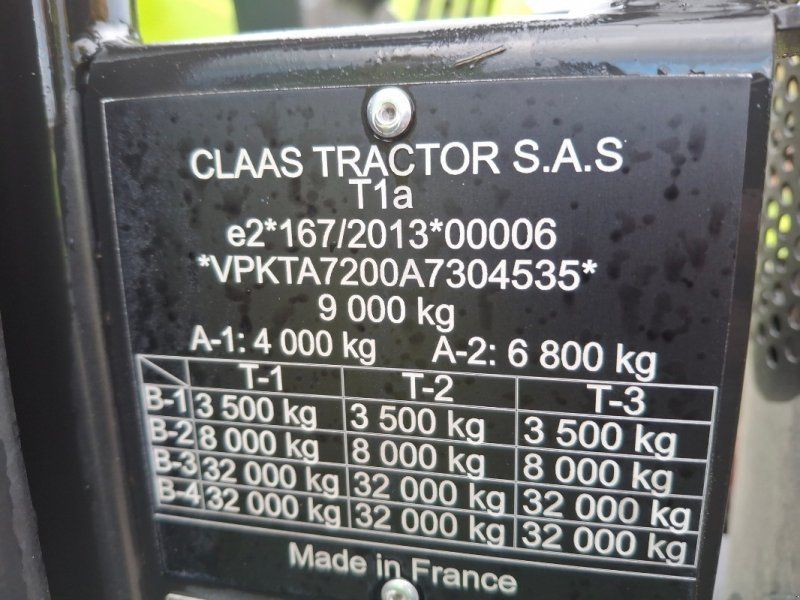 CLAAS TRACTOR S.A.S
T1a
e2*167/2013*00006
*VPKTA7200A7304535*
9 000 kg
A-1: 4 000 kg A-2: 6 800 kg
T-1 T-2 T-3
B-1 3 500 kg 3 500 kg 3 500 kg
B-2 8 000 kg 8 000 kg 8 000 kg
B-3 32 000 kg 32 000 kg 32 000 kg
B-4 32 000 kg 32 000 kg 32 000 kg
Made in France